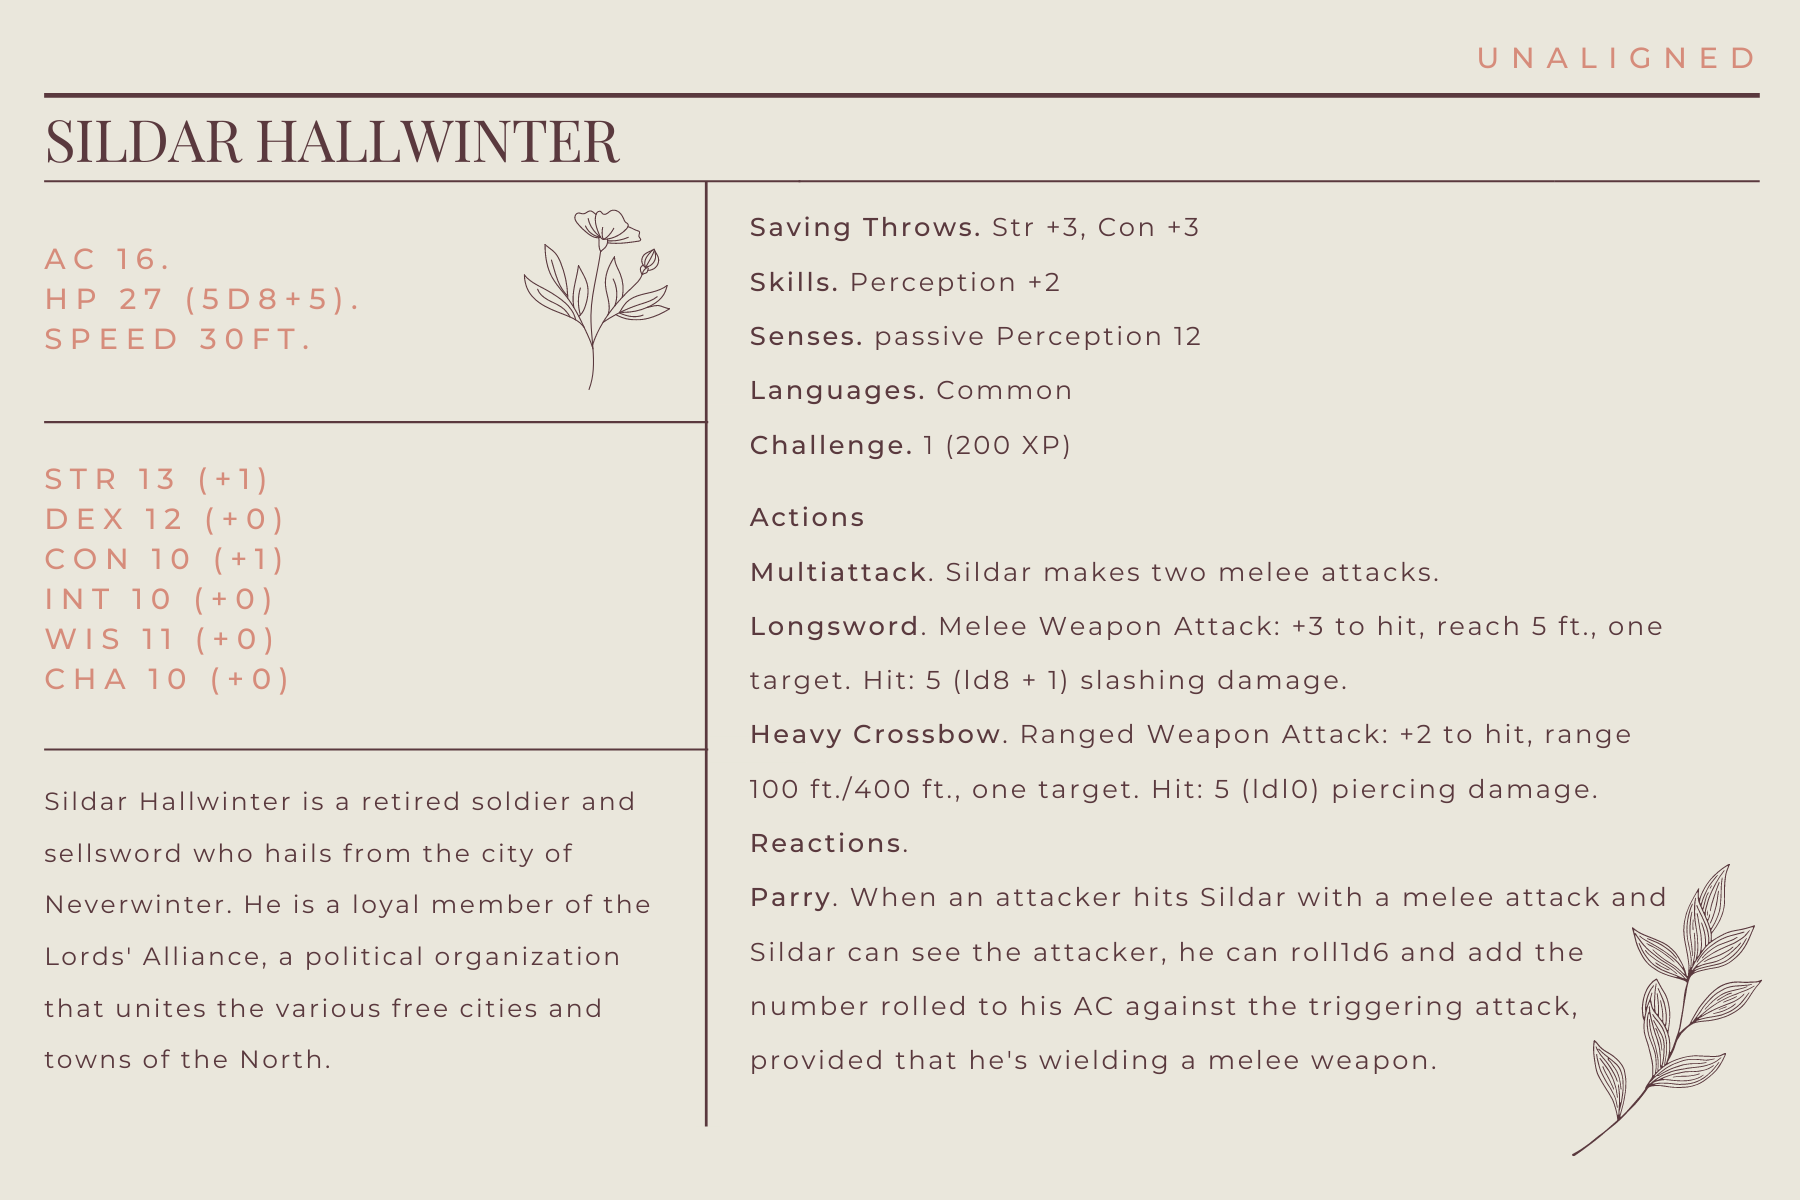 UNALIGNED
SILDAR HALLWINTER
AC 16.
HP 27 (5D8+5).
SPEED 30FT.
STR 13 (+1)
DEX 12 (+0)
CON 10 (+1)
INT 10 (+0)
WIS 11 (+0)
CHA 10 (+0)
Sildar Hallwinter is a retired soldier and
sellsword who hails from the city of
Neverwinter. He is a loyal member of the
Lords' Alliance, a political organization
that unites the various free cities and
towns of the North.
Saving Throws. Str +3, Con +3
Skills. Perception +2
Senses. passive Perception 12
Languages. Common
Challenge. 1 (200 XP)
Actions
Multiattack. Sildar makes two melee attacks.
Longsword. Melee Weapon Attack: +3 to hit, reach 5 ft., one
target. Hit: 5 (ld8 + 1) slashing damage.
Heavy Crossbow. Ranged Weapon Attack: +2 to hit, range
100 ft./400 ft., one target. Hit: 5 (ldl0) piercing damage.
Reactions.
Parry. When an attacker hits Sildar with a melee attack and
Sildar can see the attacker, he can roll1d6 and add the
number rolled to his AC against the triggering attack,
provided that he's wielding a melee weapon.